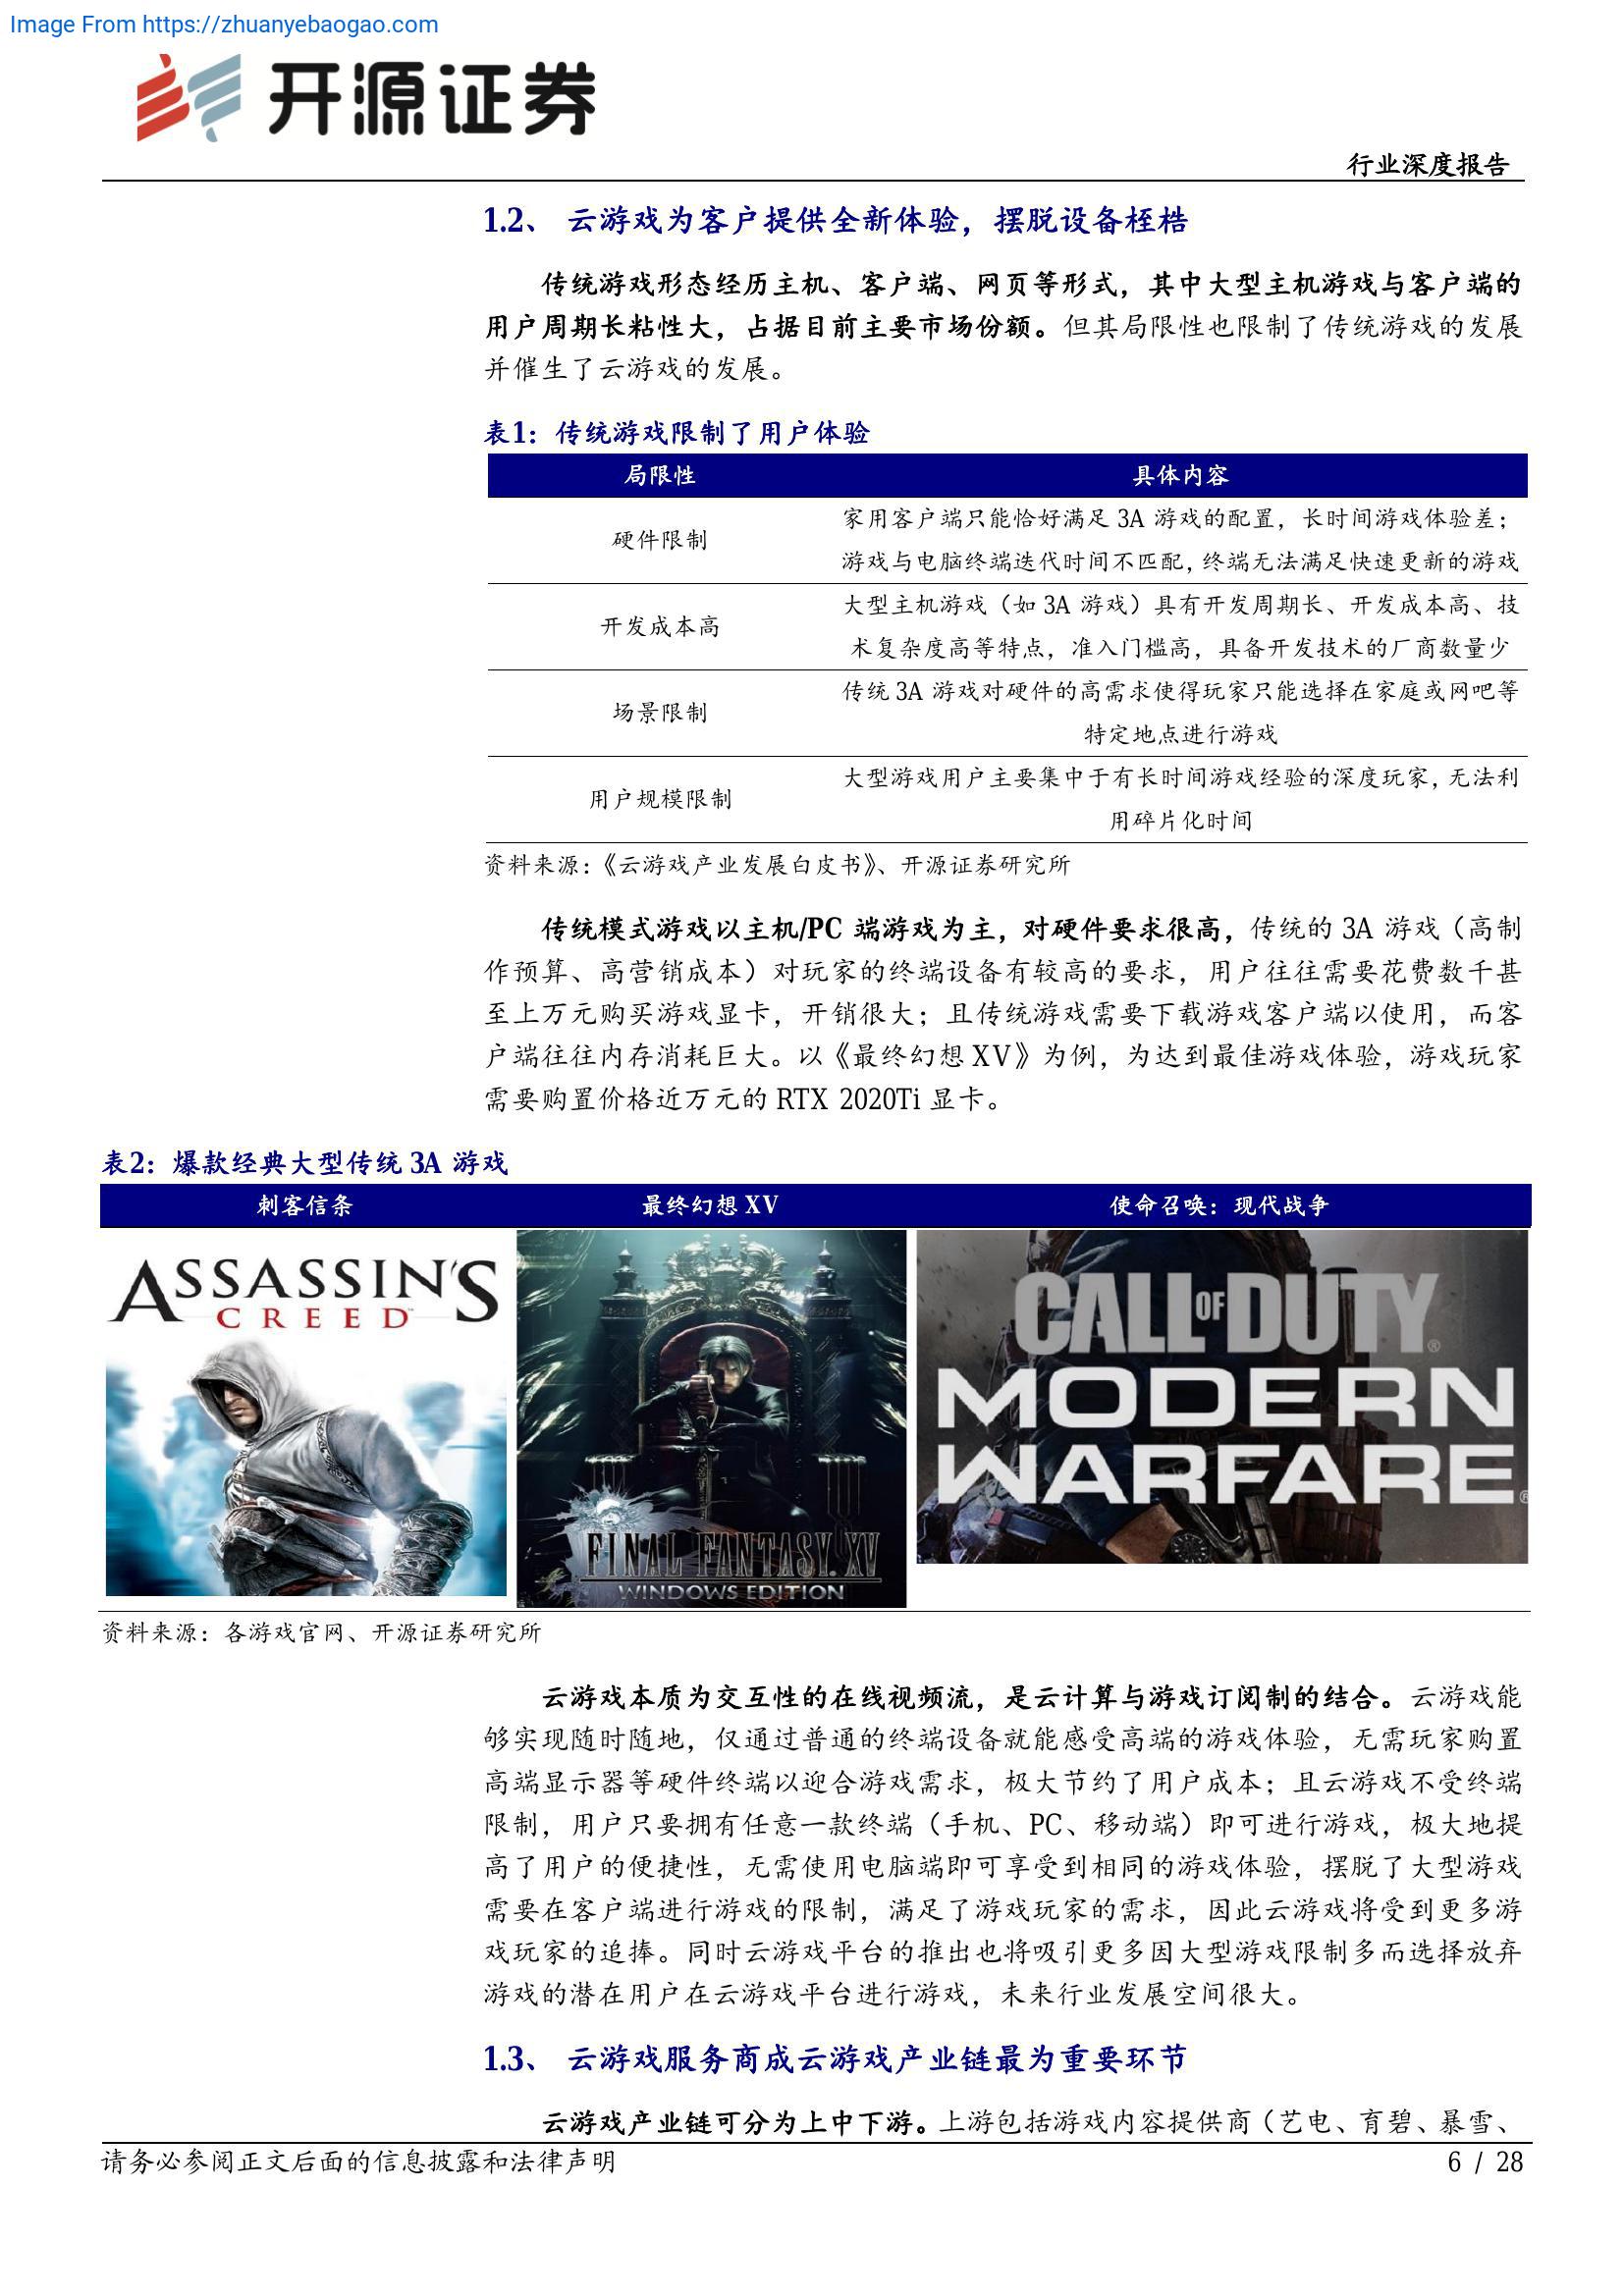 Image From https://zhuanyebaogao.com
开源证券
行业深度报告
1.2、 云游戏为客户提供全新体验，摆脱设备桎梏
传统游戏形态经历主机、客户端、网页等形式，其中大型主机游戏与客户端的
用户周期长粘性大，占据目前主要市场份额。但其局限性也限制了传统游戏的发展
并催生了云游戏的发展。
表1：传统游戏限制了用户体验
局限性 具体内容
硬件限制 家用客户端只能恰好满足 3A 游戏的配置，长时间游戏体验差；
游戏与电脑终端迭代时间不匹配，终端无法满足快速更新的游戏
开发成本高 大型主机游戏（如 3A 游戏）具有开发周期长、开发成本高、技
术复杂度高等特点，准入门槛高，具备开发技术的厂商数量少
场景限制 传统 3A 游戏对硬件的高需求使得玩家只能选择在家庭或网吧等
特定地点进行游戏
用户规模限制 大型游戏用户主要集中于有长时间游戏经验的深度玩家，无法利
用碎片化时间
资料来源：《云游戏产业发展白皮书》、开源证券研究所
传统模式游戏以主机/PC 端游戏为主，对硬件要求很高，传统的 3A 游戏（高制
作预算、高营销成本）对玩家的终端设备有较高的要求，用户往往需要花费数千甚
至上万元购买游戏显卡，开销很大；且传统游戏需要下载游戏客户端以使用，而客
户端往往内存消耗巨大。以《最终幻想 XV》为例，为达到最佳游戏体验，游戏玩家
需要购置价格近万元的 RTX 2020Ti 显卡。
表2：爆款经典大型传统 3A 游戏
刺客信条 最终幻想 XV 使命召唤：现代战争
ASSASSIN'S
CREED™
FINAL FANTASY XV
WINDOWS EDITION
CALL OF DUTY®
MODERN
WARFARE®
资料来源：各游戏官网、开源证券研究所
云游戏本质为交互性的在线视频流，是云计算与游戏订阅制的结合。云游戏能
够实现随时随地，仅通过普通的终端设备就能感受高端的游戏体验，无需玩家购置
高端显示器等硬件终端以迎合游戏需求，极大节约了用户成本；且云游戏不受终端
限制，用户只要拥有任意一款终端（手机、PC、移动端）即可进行游戏，极大地提
高了用户的便捷性，无需使用电脑端即可享受到相同的游戏体验，摆脱了大型游戏
需要在客户端进行游戏的限制，满足了游戏玩家的需求，因此云游戏将受到更多游
戏玩家的追捧。同时云游戏平台的推出也将吸引更多因大型游戏限制多而选择放弃
游戏的潜在用户在云游戏平台进行游戏，未来行业发展空间很大。
1.3、 云游戏服务商成云游戏产业链最为重要环节
云游戏产业链可分为上中下游。上游包括游戏内容提供商（艺电、育碧、暴雪、
请务必参阅正文后面的信息披露和法律声明 6 / 28